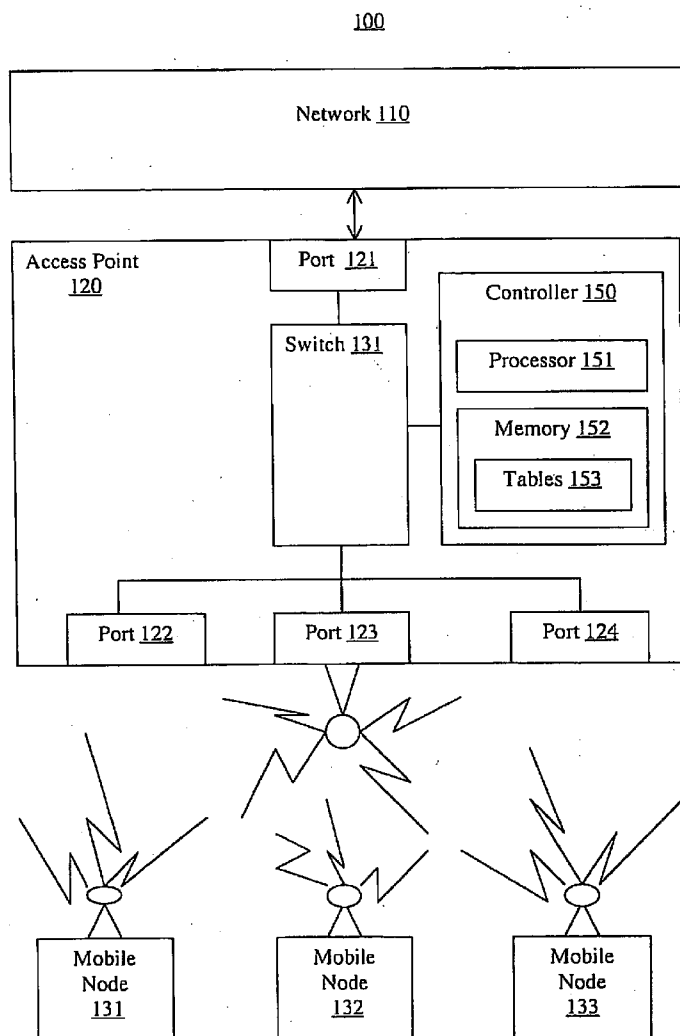 100
Network 110
Access Point
120
Port 121
Controller 150
Switch 131
Processor 151
Memory 152
Tables 153
Port 122
Port 123
Port 124
Mobile
Node
131
Mobile
Node
132
Mobile
Node
133